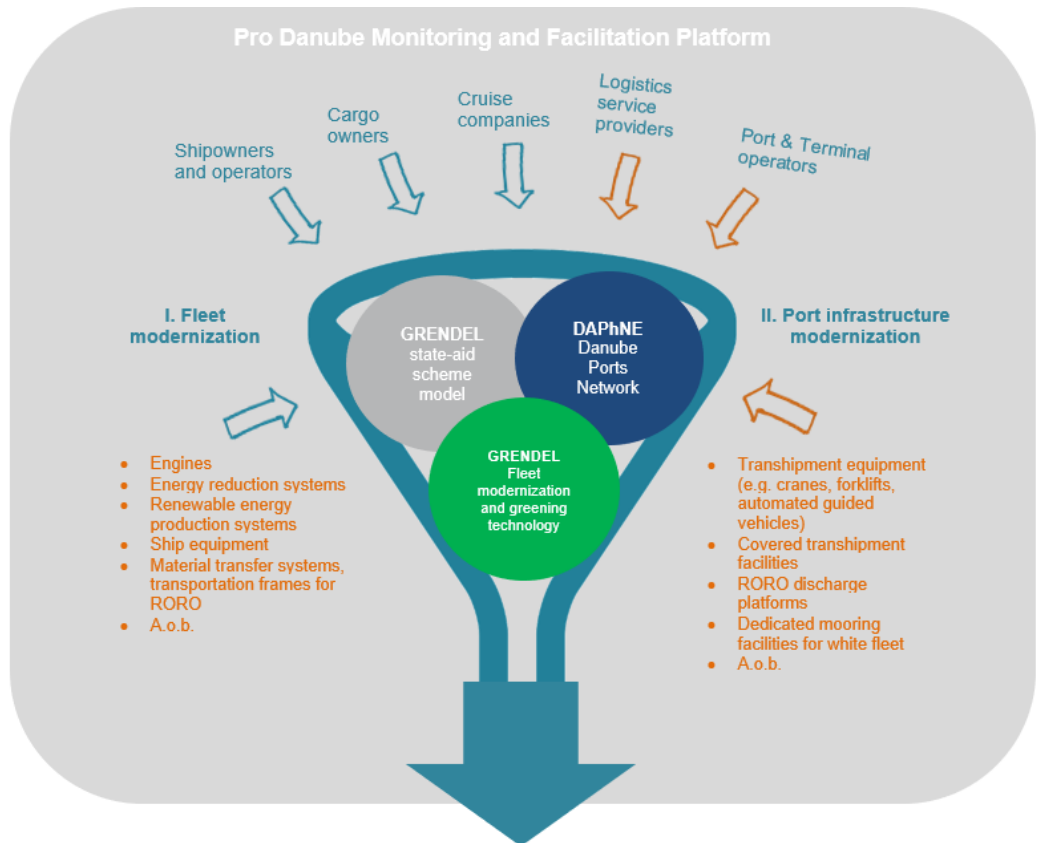 Pro Danube Monitoring and Facilitation Platform
Shipowners
and operators
Cargo
owners
Cruise
companies
Logistics
service
providers
Port & Terminal
operators
I. Fleet
modernization
GRENDEL
state-aid
scheme
model
DAPhNE
Danube
Ports
Network
GRENDEL
Fleet
modernization
and greening
technology
II. Port infrastructure
modernization
• Engines
• Energy reduction systems
• Renewable energy
production systems
• Ship equipment
• Material transfer systems,
transportation frames for
RORO
• A.o.b.
• Transhipment equipment
(e.g. cranes, forklifts,
automated guided
vehicles)
• Covered transhipment
facilities
• RORO discharge
platforms
• Dedicated mooring
facilities for white fleet
• A.o.b.